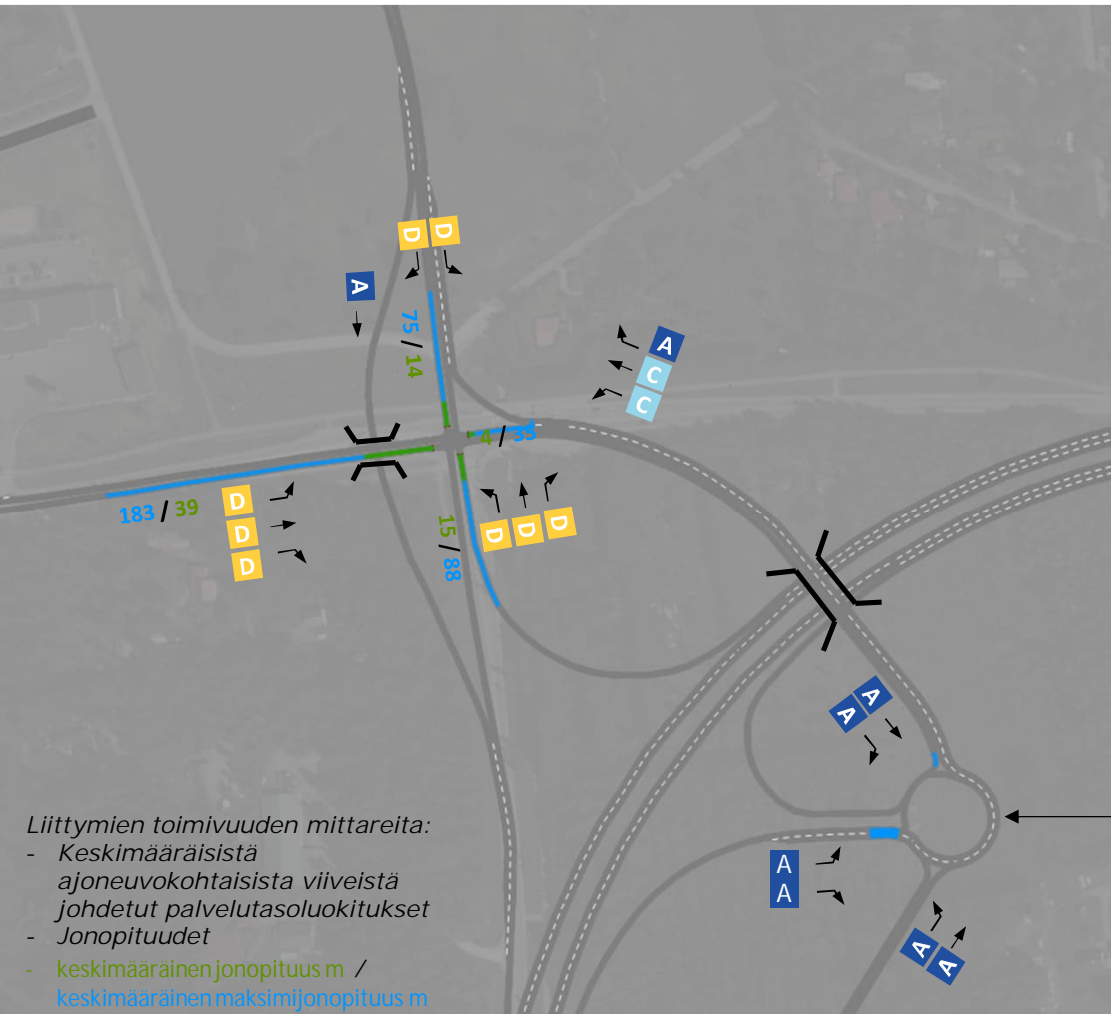 D D
A
75 / 14
A
C
C
4 / 35
183 / 39
D
D
D
D D D
15 / 88
A A
A
A
A A
Liittymien toimivuuden mittareita:
- Keskimääräisistä
ajoneuvokohtaisista viiveistä
johdetut palvelutasoluokitukset
- Jonopituudet
- keskimääräinen jonopituus m /
keskimääräinen maksimijonopituus m